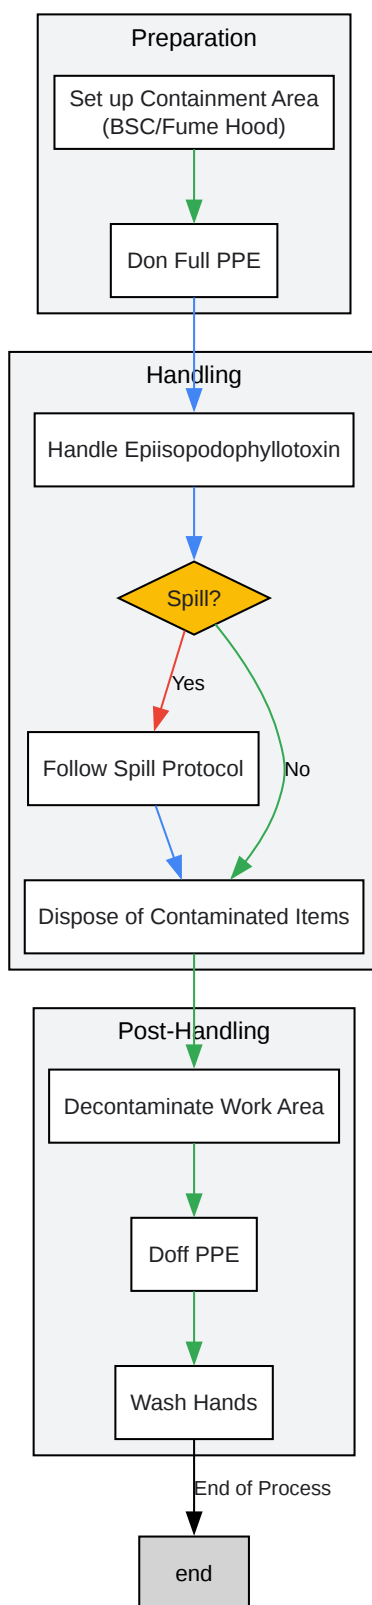 Preparation
Set up Containment Area
(BSC/Fume Hood)
Don Full PPE
Handling
Handle Epiisopodophyllotoxin
Spill?
Yes
Follow Spill Protocol
No
Dispose of Contaminated Items
Post-Handling
Decontaminate Work Area
Doff PPE
Wash Hands
End of Process
end